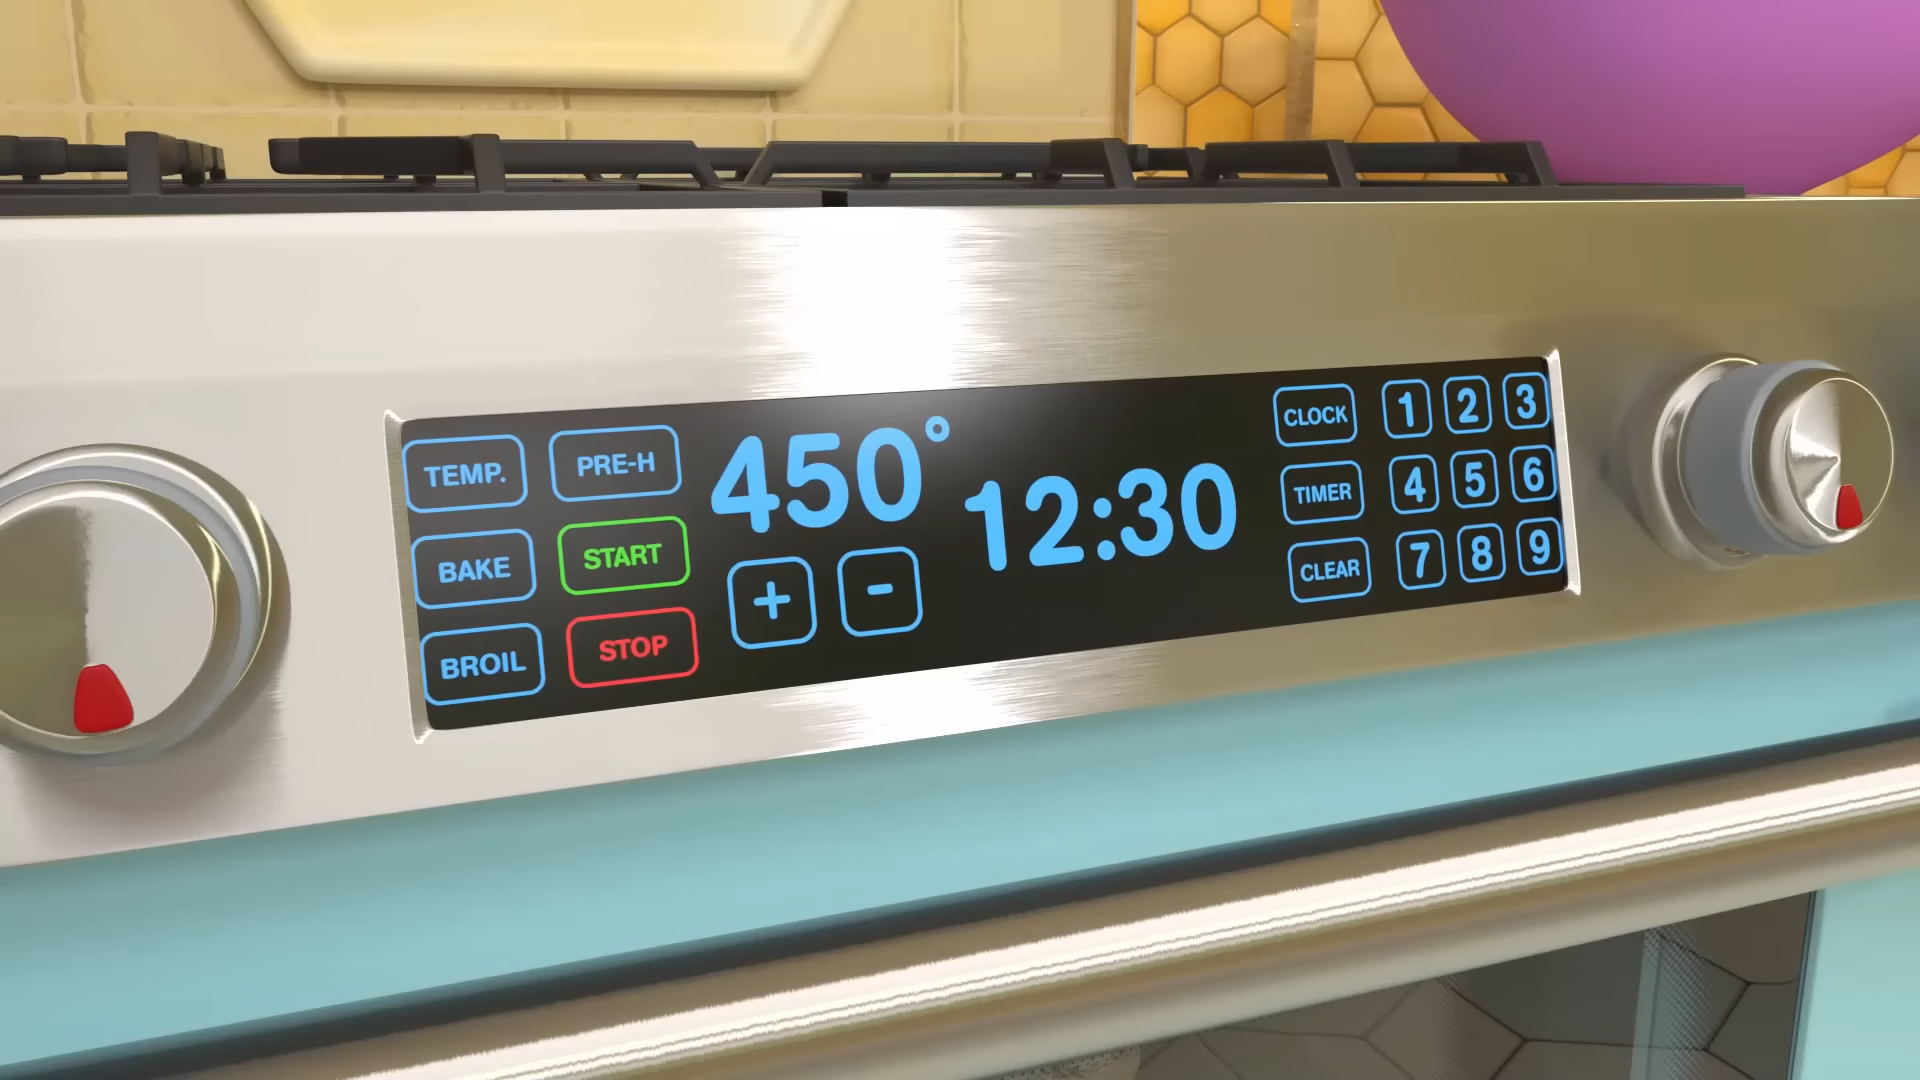 TEMP. PRE-H
BAKE START
BROIL STOP
450°
+ -
12:30
CLOCK 1 2 3
TIMER 4 5 6
CLEAR 7 8 9